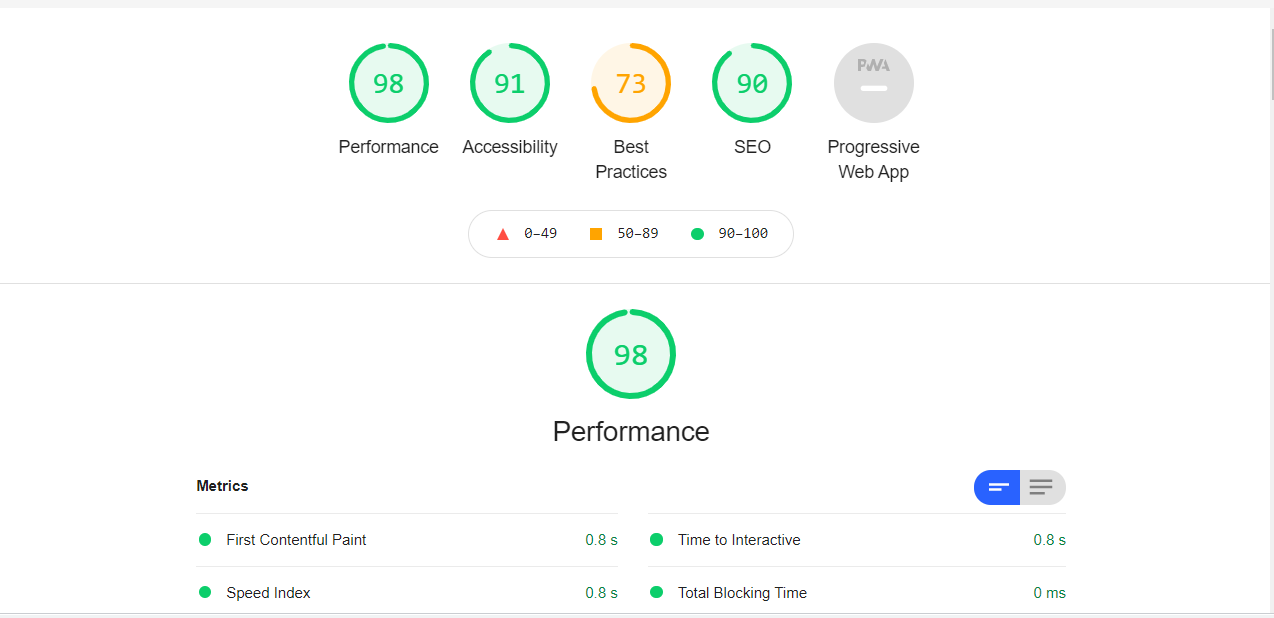 98 91 73 90 PWA
Performance Accessibility Best Practices SEO Progressive Web App
0–49 50–89 90–100
98
Performance
Metrics
First Contentful Paint 0.8 s Time to Interactive 0.8 s
Speed Index 0.8 s Total Blocking Time 0 ms